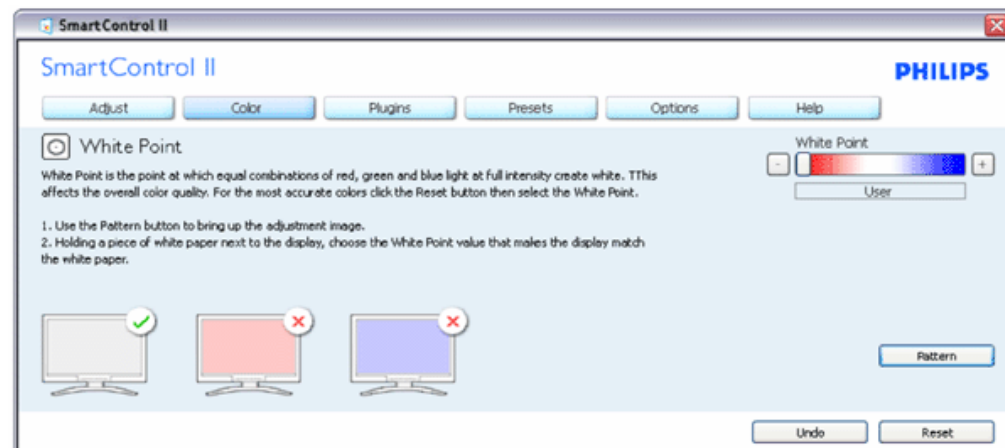 SmartControl II
SmartControl II
PHILIPS
Adjust Color Plugins Presets Options Help
White Point
White Point is the point at which equal combinations of red, green and blue light at full intensity create white. TThis
affects the overall color quality. For the most accurate colors click the Reset button then select the White Point.
1. Use the Pattern button to bring up the adjustment image.
2. Holding a piece of white paper next to the display, choose the White Point value that makes the display match
the white paper.
White Point
- +
User
Pattern
Undo Reset